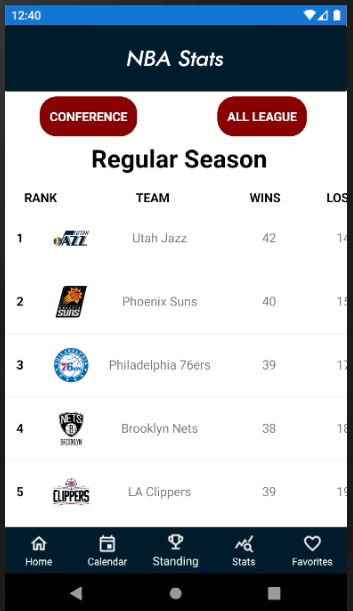 12:40
NBA Stats
CONFERENCE ALL LEAGUE
Regular Season
RANK TEAM WINS LOS
1 UTAH JAZZ Utah Jazz 42 14
2 SUNS Phoenix Suns 40 15
3 76ers Philadelphia 76ers 39 17
4 NETS B BROOKLYN Brooklyn Nets 38 18
5 CLIPPERS LA Clippers 39 19
Home Calendar Standing Stats Favorites